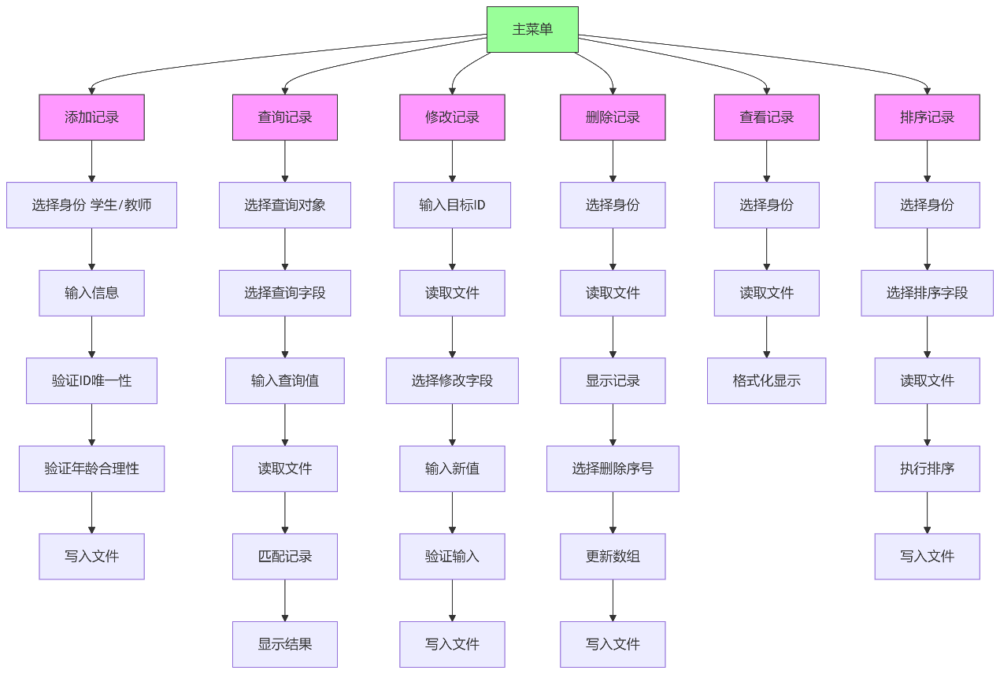 主菜单
添加记录
查询记录
修改记录
删除记录
查看记录
排序记录
选择身份 学生/教师
选择查询对象
输入目标ID
选择身份
选择身份
选择身份
输入信息
选择查询字段
读取文件
读取文件
读取文件
选择排序字段
验证ID唯一性
输入查询值
选择修改字段
显示记录
格式化显示
读取文件
验证年龄合理性
读取文件
输入新值
选择删除序号
执行排序
写入文件
匹配记录
验证输入
更新数组
写入文件
显示结果
写入文件
写入文件